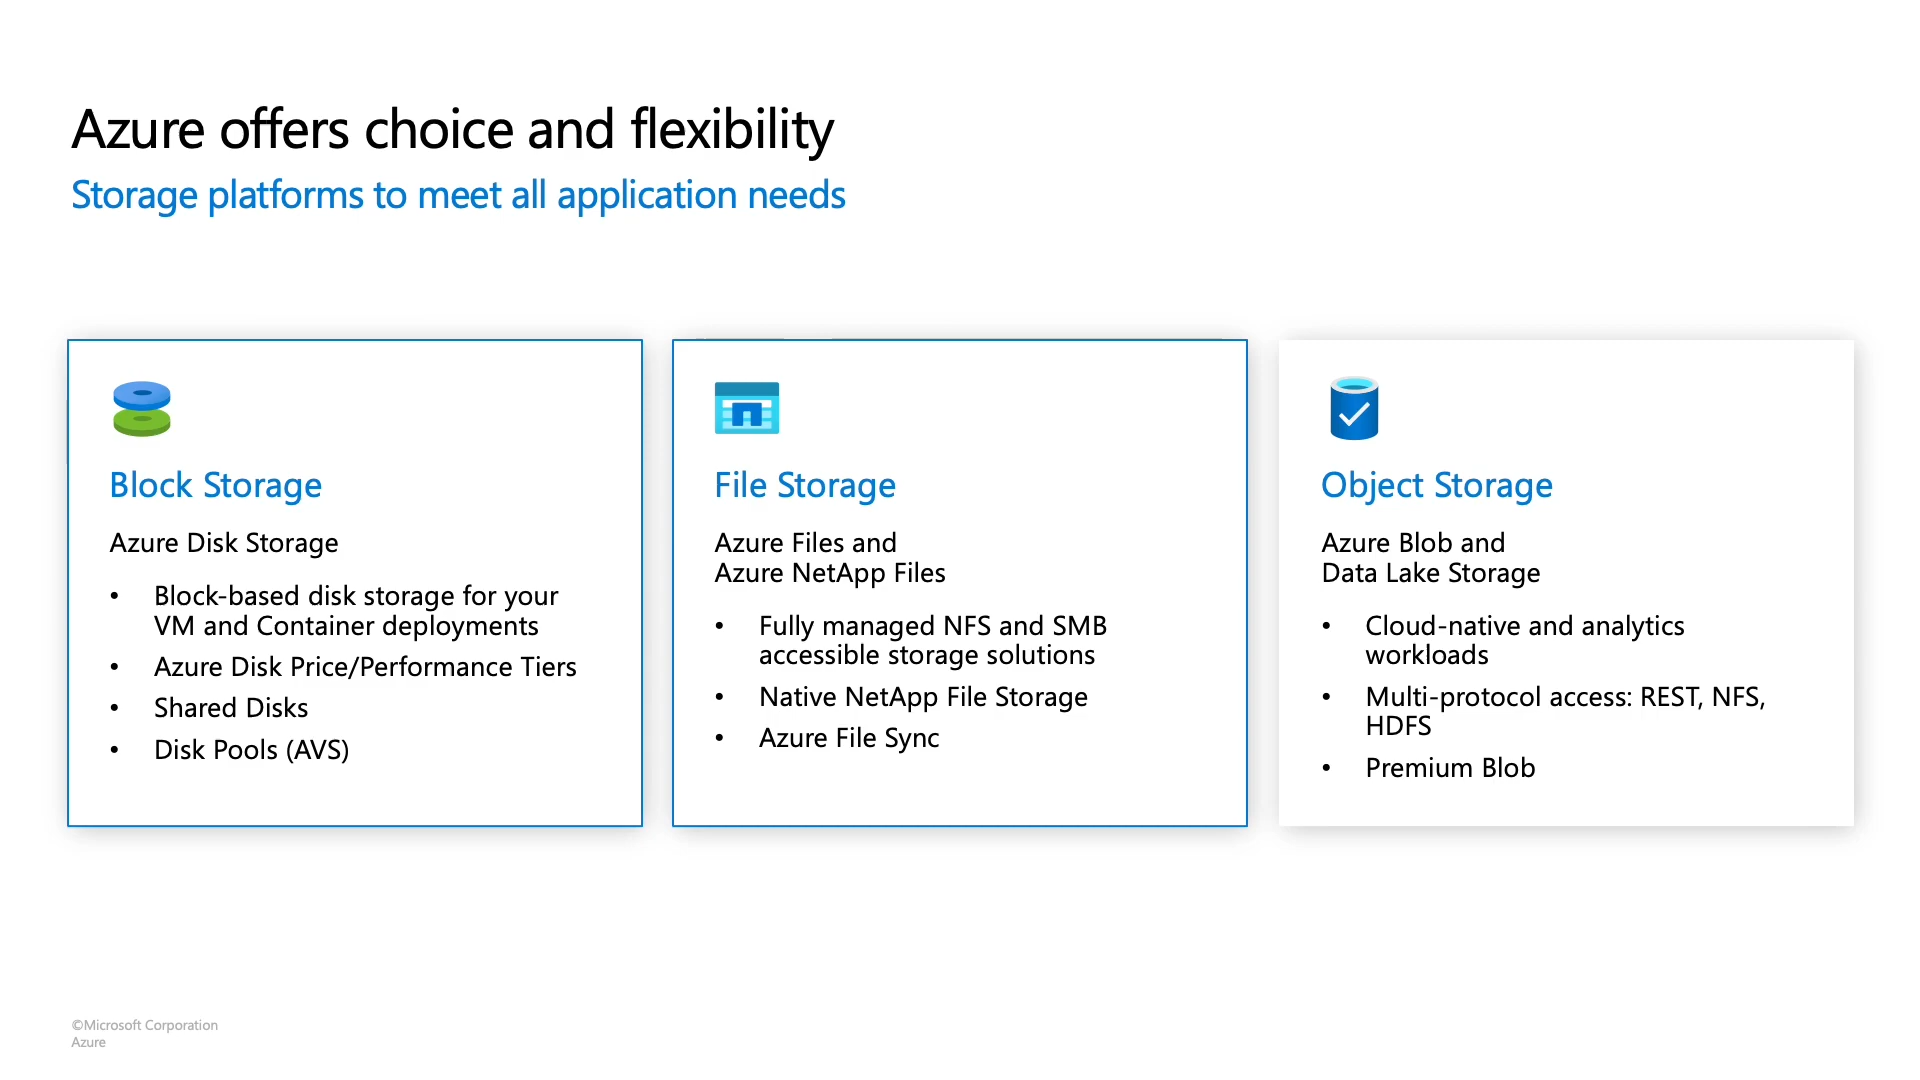 Azure offers choice and flexibility
Storage platforms to meet all application needs
Block Storage
Azure Disk Storage
• Block-based disk storage for your
VM and Container deployments
• Azure Disk Price/Performance Tiers
• Shared Disks
• Disk Pools (AVS)
File Storage
Azure Files and
Azure NetApp Files
• Fully managed NFS and SMB
accessible storage solutions
• Native NetApp File Storage
• Azure File Sync
Object Storage
Azure Blob and
Data Lake Storage
• Cloud-native and analytics
workloads
• Multi-protocol access: REST, NFS,
HDFS
• Premium Blob
©Microsoft Corporation
Azure